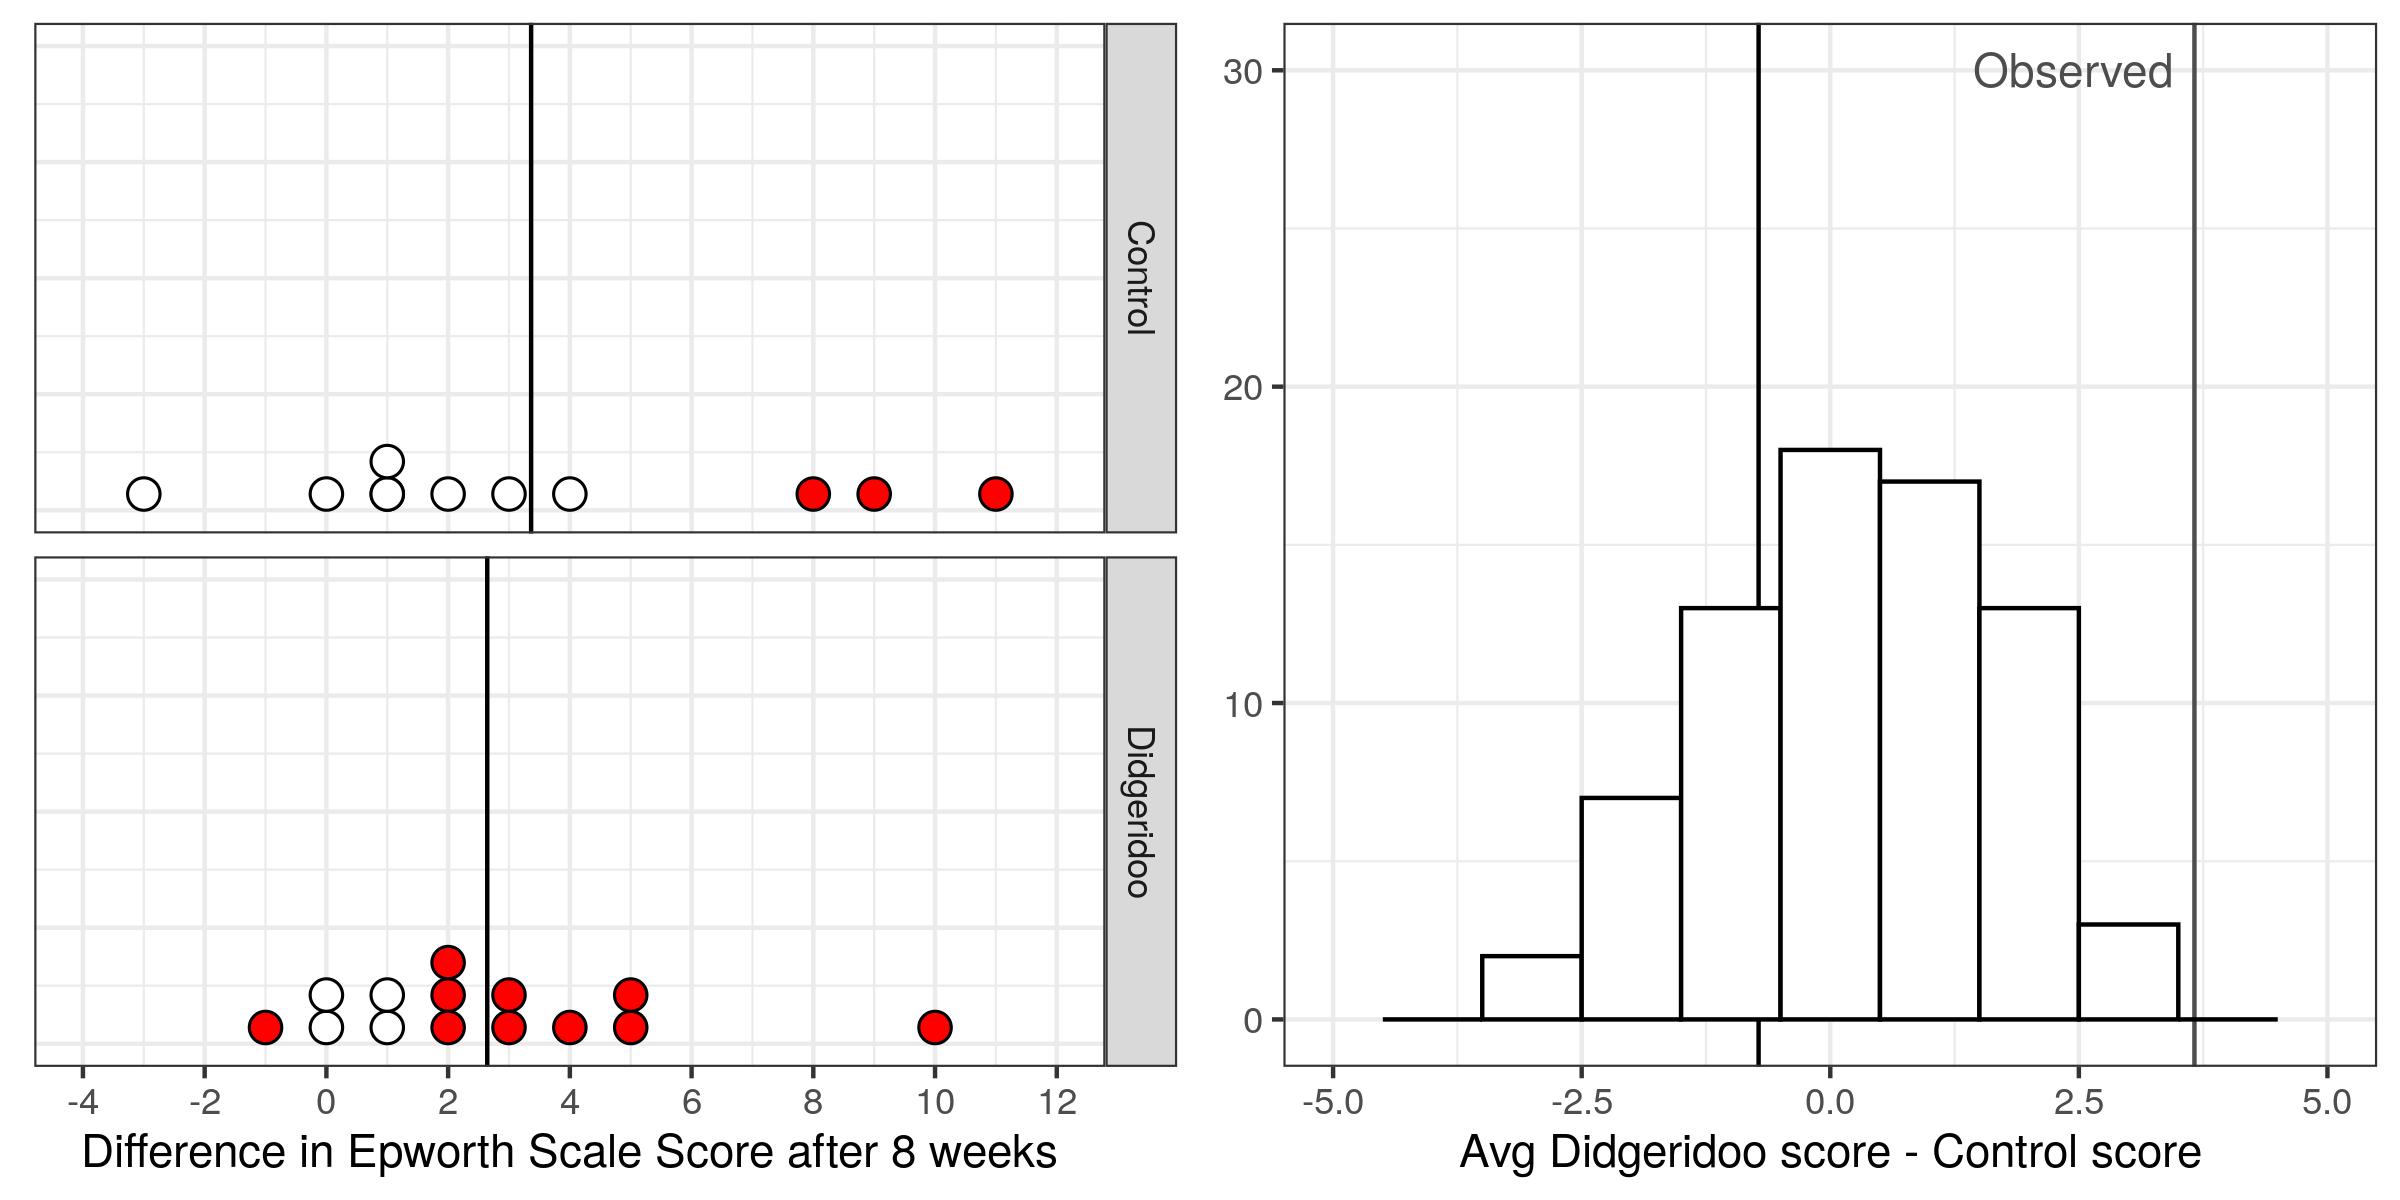 Control
Didgeridoo
-4 -2 0 2 4 6 8 10 12
Difference in Epworth Scale Score after 8 weeks
Observed
30
20
10
0
-5.0 -2.5 0.0 2.5 5.0
Avg Didgeridoo score - Control score